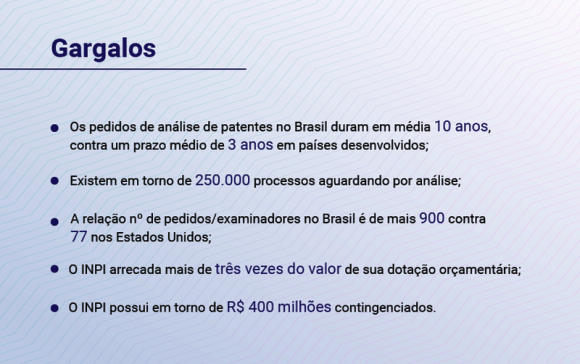 Gargalos
Os pedidos de análise de patentes no Brasil duram em média 10 anos,
contra um prazo médio de 3 anos em países desenvolvidos;
Existem em torno de 250.000 processos aguardando por análise;
A relação nº de pedidos/examinadores no Brasil é de mais 900 contra
77 nos Estados Unidos;
O INPI arrecada mais de três vezes do valor de sua dotação orçamentária;
O INPI possui em torno de R$ 400 milhões contingenciados.